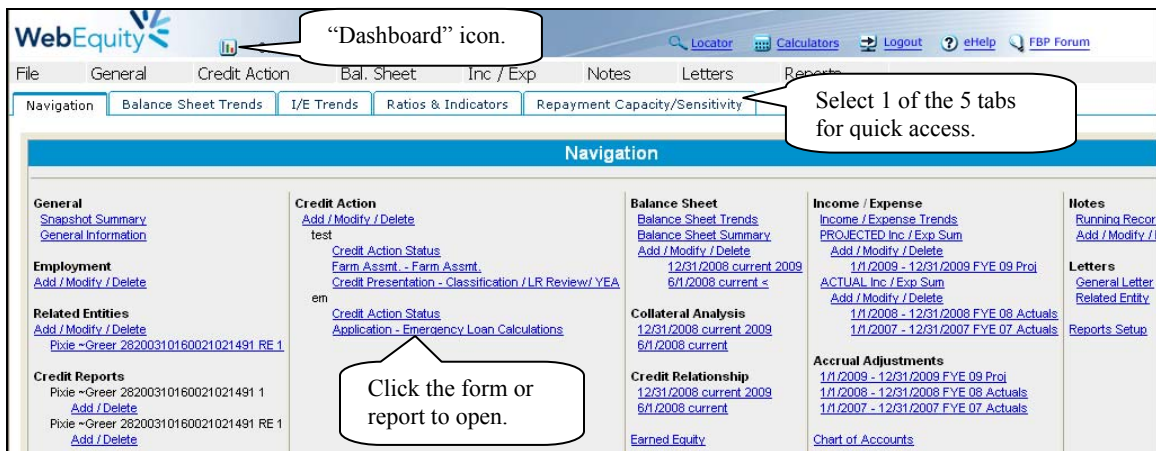 WebEquity
"Dashboard" icon.
Locator Calculators Logout eHelp FBP Forum
File General Credit Action Bal. Sheet Inc / Exp Notes Letters
Navigation Balance Sheet Trends I/E Trends Ratios & Indicators Repayment Capacity/Sensitivity
Select 1 of the 5 tabs
for quick access.
Navigation
General
Snapshot Summary
General Information
Employment
Add / Modify / Delete
Related Entities
Add / Modify / Delete
Pixie ~Greer 28200310160021021491 RE 1
Credit Reports
Pixie ~Greer 28200310160021021491 1
Add / Delete
Pixie ~Greer 28200310160021021491 RE 1
Add / Delete
Credit Action
Add / Modify / Delete
test
Credit Action Status
Farm Assmt. - Farm Assmt.
Credit Presentation - Classification / LR Review/ YEA
em
Credit Action Status
Application - Emergency Loan Calculations
Click the form or
report to open.
Balance Sheet
Balance Sheet Trends
Balance Sheet Summary
Add / Modify / Delete
12/31/2008 current 2009
6/1/2008 current <
Collateral Analysis
12/31/2008 current 2009
6/1/2008 current
Credit Relationship
12/31/2008 current 2009
6/1/2008 current
Earned Equity
Income / Expense
Income / Expense Trends
PROJECTED Inc / Exp Sum
Add / Modify / Delete
1/1/2009 - 12/31/2009 FYE 09 Proj
ACTUAL Inc / Exp Sum
Add / Modify / Delete
1/1/2008 - 12/31/2008 FYE 08 Actuals
1/1/2007 - 12/31/2007 FYE 07 Actuals
Accrual Adjustments
1/1/2009 - 12/31/2009 FYE 09 Proj
1/1/2008 - 12/31/2008 FYE 08 Actuals
1/1/2007 - 12/31/2007 FYE 07 Actuals
Chart of Accounts
Notes
Running Recor
Add / Modify /
Letters
General Letter
Related Entity
Reports Setup